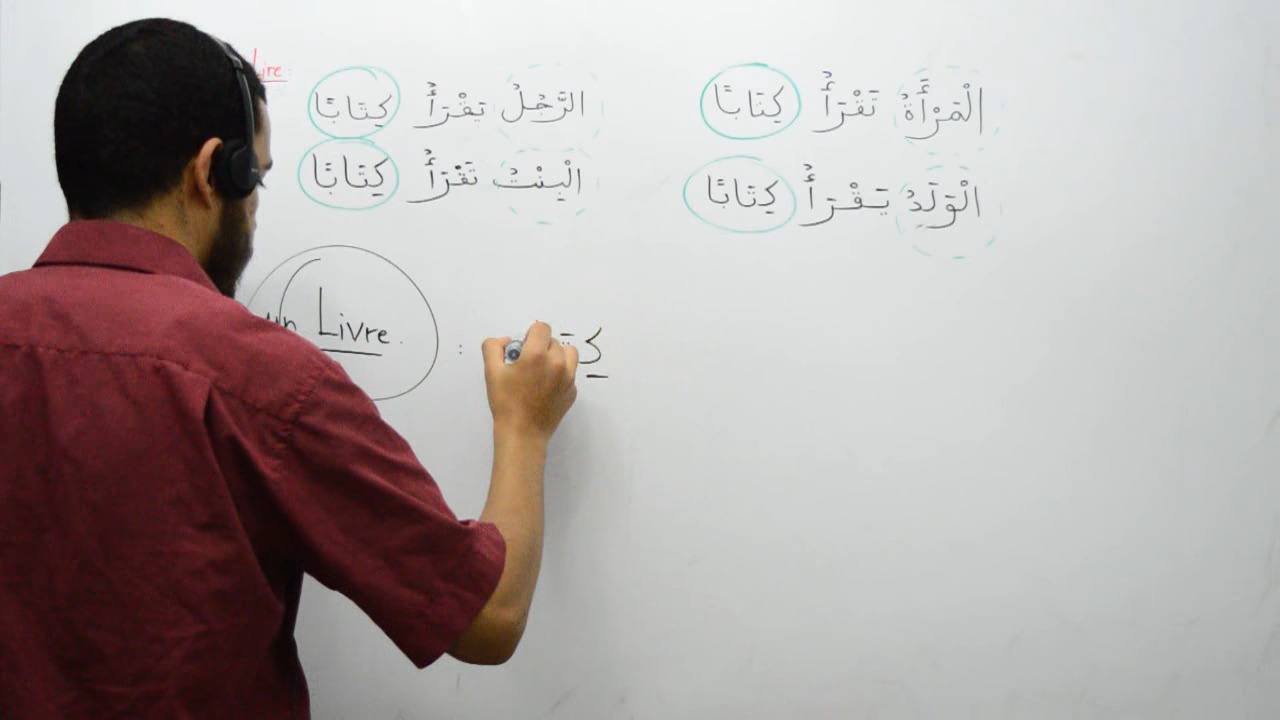 Lire :
الْمَرْأَةُ تَقْرَأُ كِتَابًا
الرَّجُلُ يَقْرَأُ كِتَابًا
الْوَلَدُ يَقْرَأُ كِتَابًا
الْبِنْتُ تَقْرَأُ كِتَابًا
un Livre. :